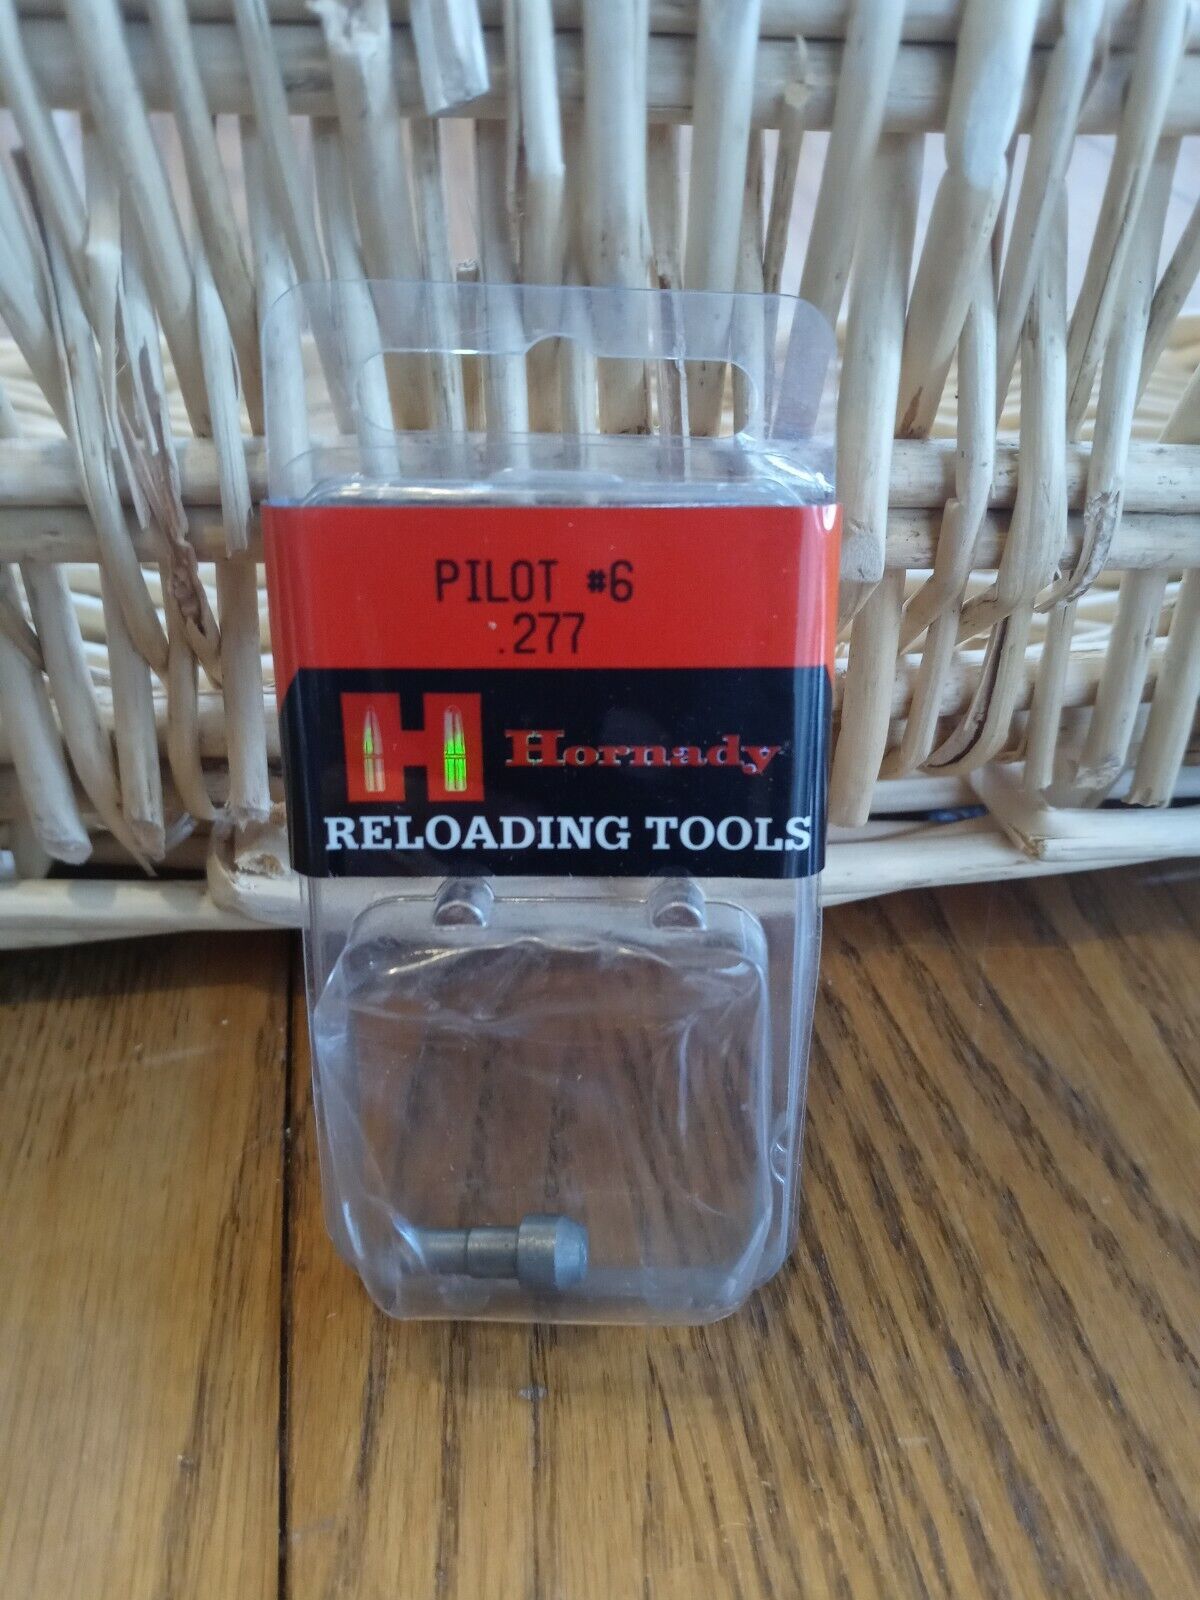 PILOT #6
.277
H Hornady
RELOADING TOOLS